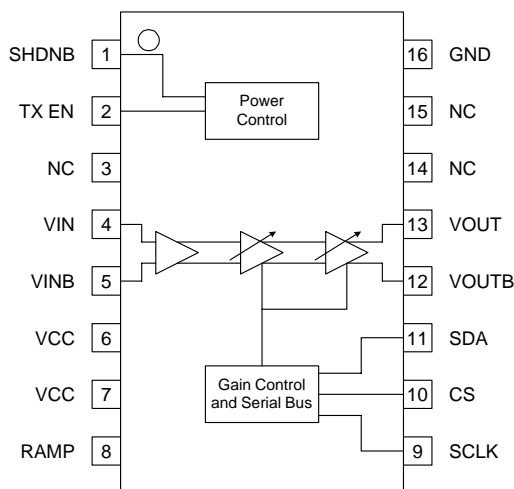 SHDNB 1 16 GND
TX EN 2 Power Control 15 NC
NC 3 14 NC
VIN 4 13 VOUT
VINB 5 12 VOUTB
VCC 6 11 SDA
VCC 7 Gain Control and Serial Bus 10 CS
RAMP 8 9 SCLK